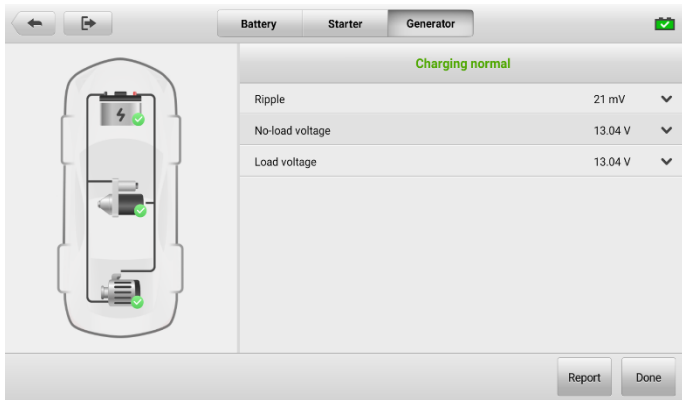 Battery Starter Generator
Charging normal
Ripple 21 mV
No-load voltage 13.04 V
Load voltage 13.04 V
Report Done